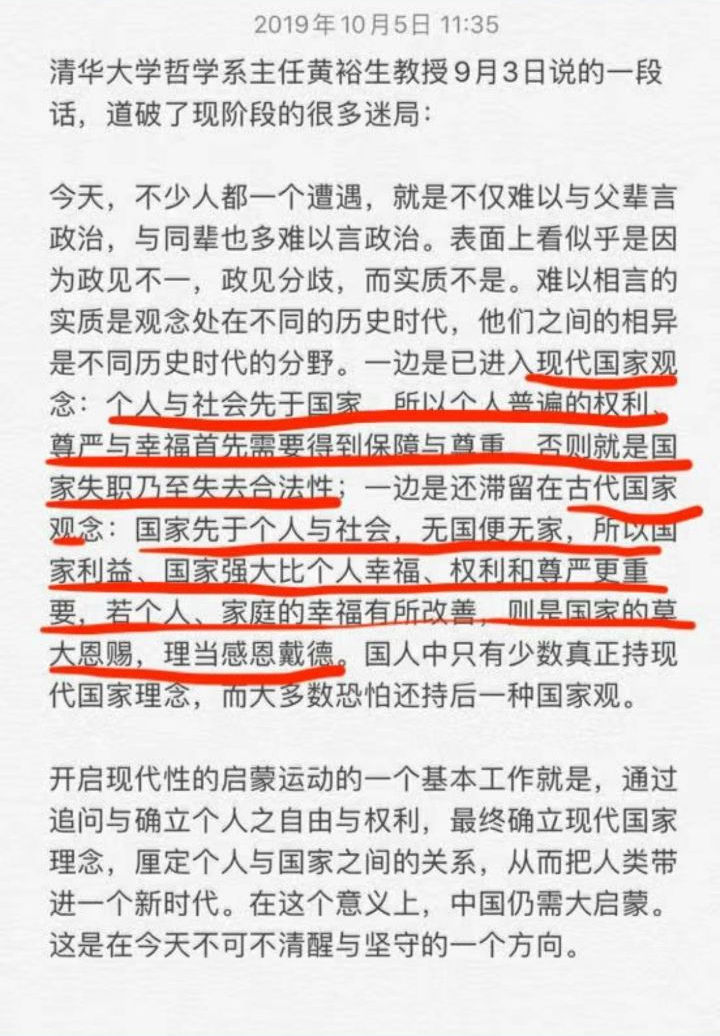 2019年10月5日 11:35
清华大学哲学系主任黄裕生教授9月3日说的一段
话，道破了现阶段的很多迷局：
今天，不少人都一个遭遇，就是不仅难以与父辈言
政治，与同辈也多难以言政治。表面上看似乎是因
为政见不一，政见分歧，而实质不是。难以相言的
实质是观念处在不同的历史时代，他们之间的相异
是不同历史时代的分野。一边是已进入现代国家观
念：个人与社会先于国家，所以个人普遍的权利、
尊严与幸福首先需要得到保障与尊重，否则就是国
家失职乃至失去合法性；一边是还滞留在古代国家
观念：国家先于个人与社会，无国便无家，所以国
家利益、国家强大比个人幸福、权利和尊严更重
要，若个人、家庭的幸福有所改善，则是国家的莫
大恩赐，理当感恩戴德。国人中只有少数真正持现
代国家理念，而大多数恐怕还持后一种国家观。
开启现代性的启蒙运动的一个基本工作就是，通过
追问与确立个人之自由与权利，最终确立现代国家
理念，厘定个人与国家之间的关系，从而把人类带
进一个新时代。在这个意义上，中国仍需大启蒙。
这是在今天不可不清醒与坚守的一个方向。